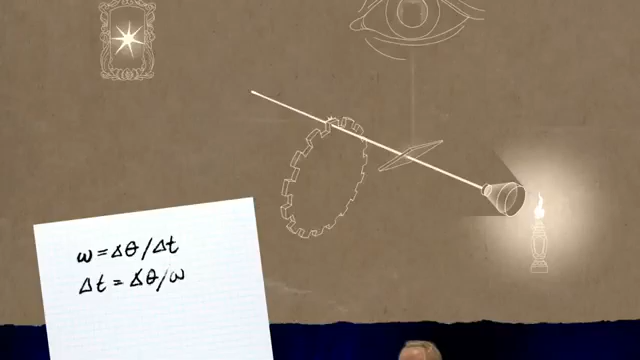 ω = Δθ/Δt
Δt = Δθ/ω